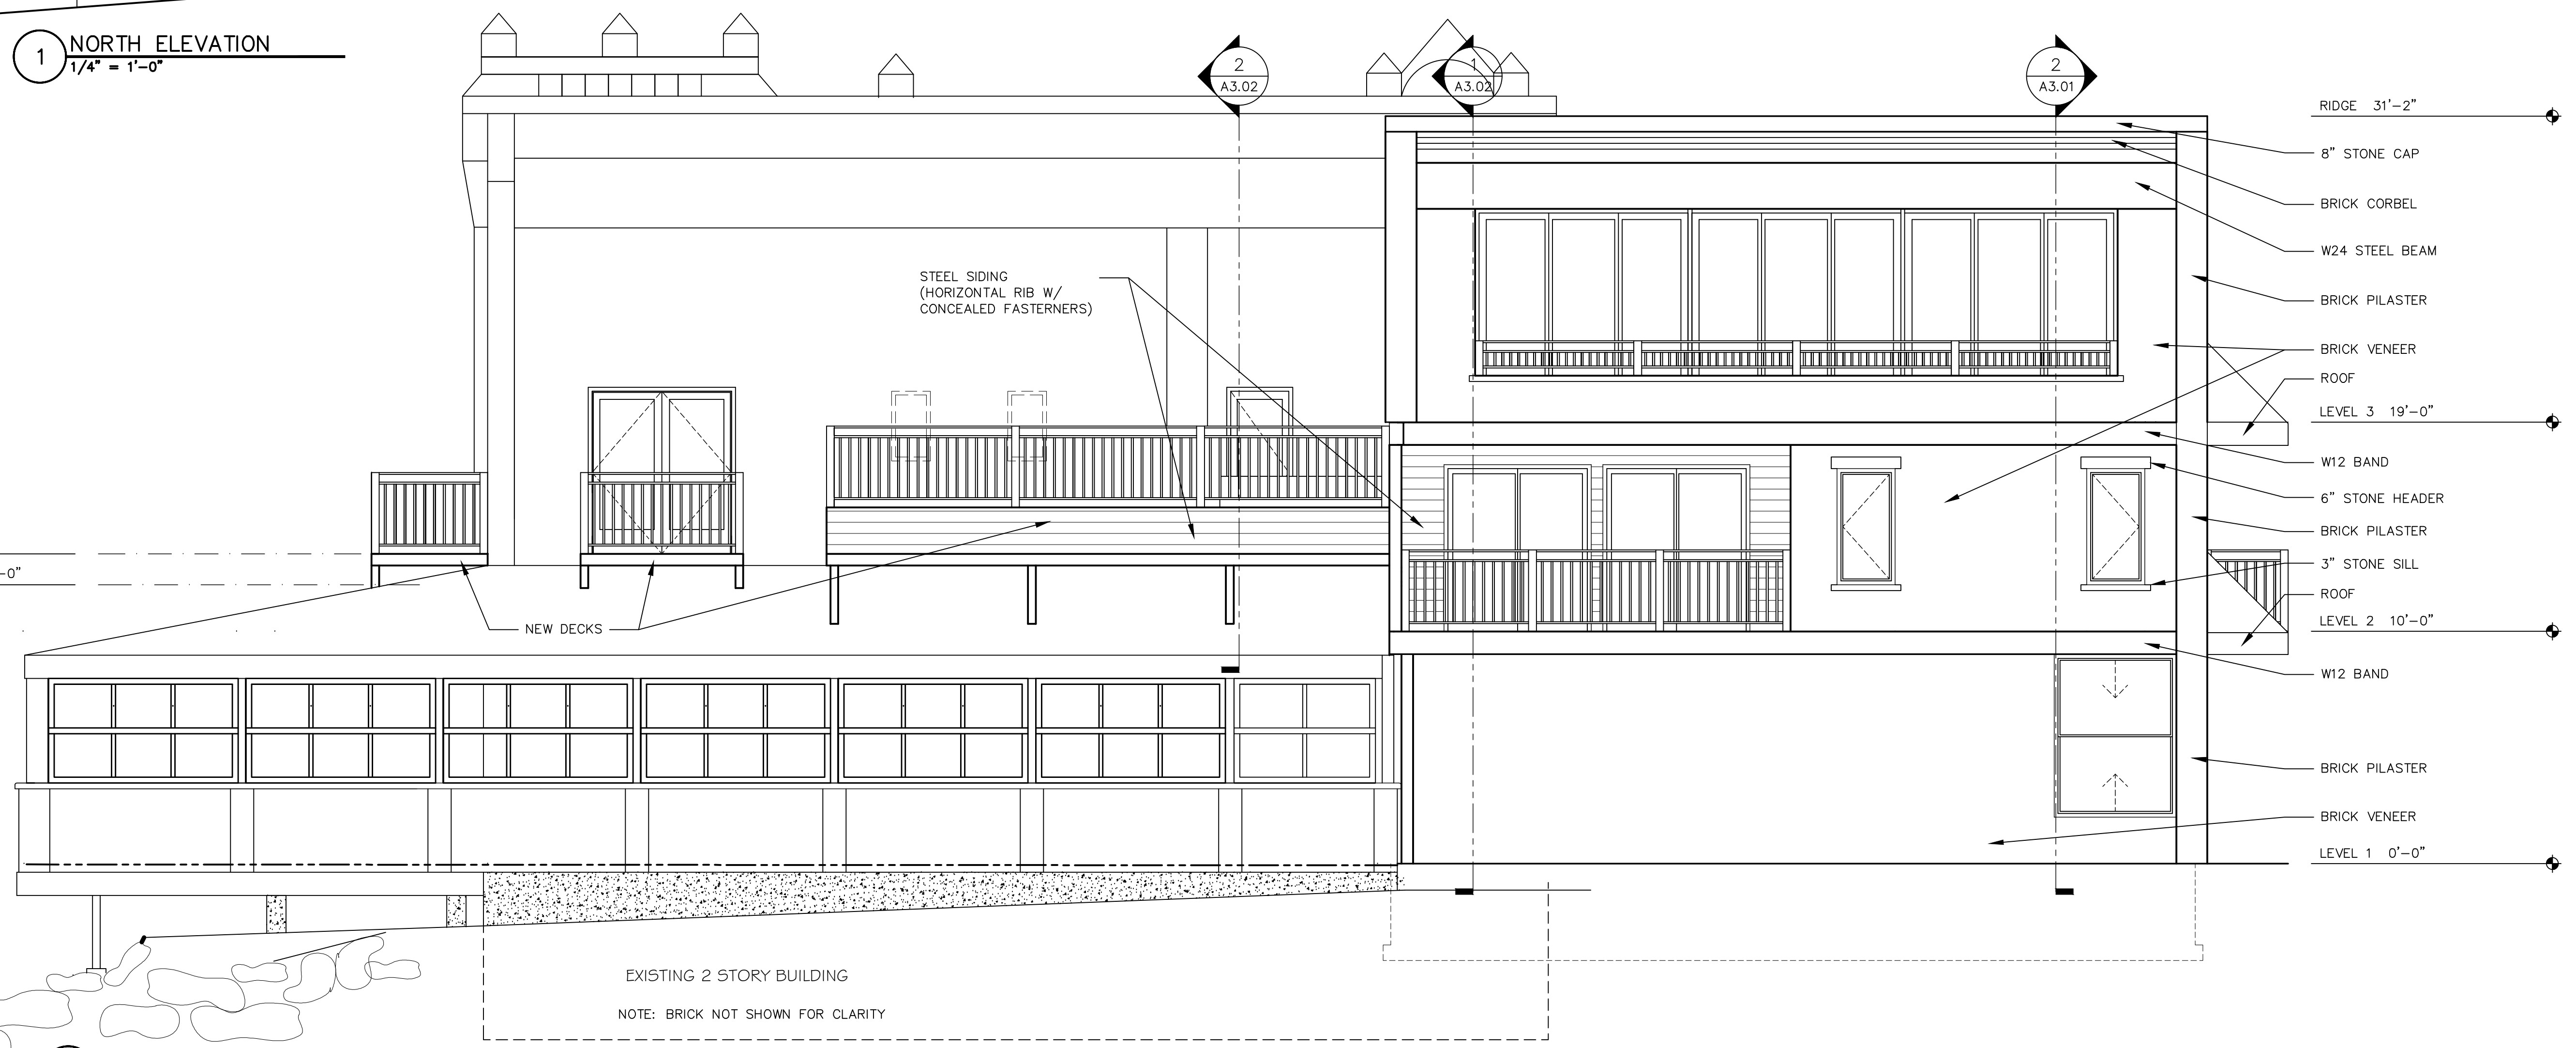 1
NORTH ELEVATION
1/4" = 1'-0"
2
A3.02
1
A3.02
2
A3.01
RIDGE 31'-2"
8" STONE CAP
BRICK CORBEL
W24 STEEL BEAM
BRICK PILASTER
BRICK VENEER
ROOF
LEVEL 3 19'-0"
W12 BAND
6" STONE HEADER
BRICK PILASTER
3" STONE SILL
ROOF
LEVEL 2 10'-0"
W12 BAND
BRICK PILASTER
BRICK VENEER
LEVEL 1 0'-0"
STEEL SIDING
(HORIZONTAL RIB W/
CONCEALED FASTERNERS)
-0"
NEW DECKS
EXISTING 2 STORY BUILDING
NOTE: BRICK NOT SHOWN FOR CLARITY